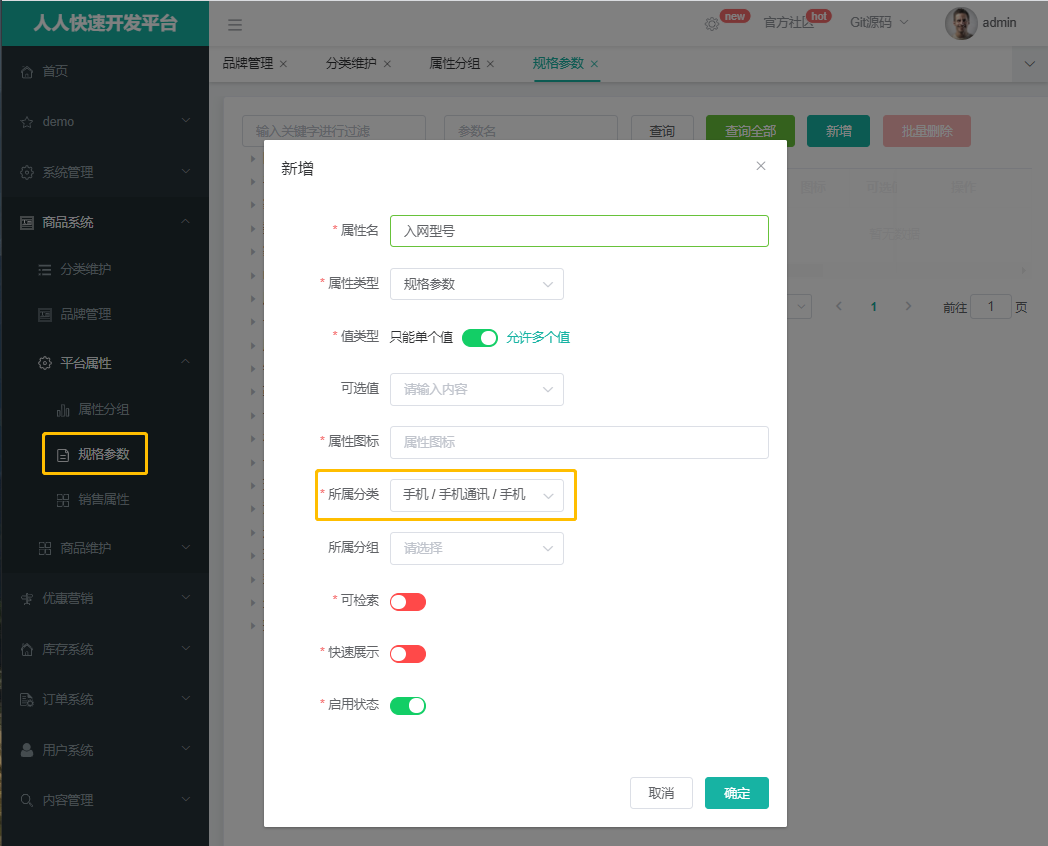 人人快速开发平台
new
官方社区
hot
Git源码
admin
首页
demo
系统管理
商品系统
分类维护
品牌管理
平台属性
属性分组
规格参数
销售属性
商品维护
优惠营销
库存系统
订单系统
用户系统
内容管理
品牌管理 ×
分类维护 ×
属性分组 ×
规格参数 ×
输入关键字进行过滤
参数名
查询
查询全部
新增
批量删除
图标
操作
暂无数据
1
前往 1 页
新增
* 属性名 入网型号
* 属性类型 规格参数
* 值类型 只能单个值 允许多个值
可选值 请输入内容
* 属性图标 属性图标
* 所属分类 手机 / 手机通讯 / 手机
所属分组 请选择
* 可检索
* 快速展示
* 启用状态
取消
确定